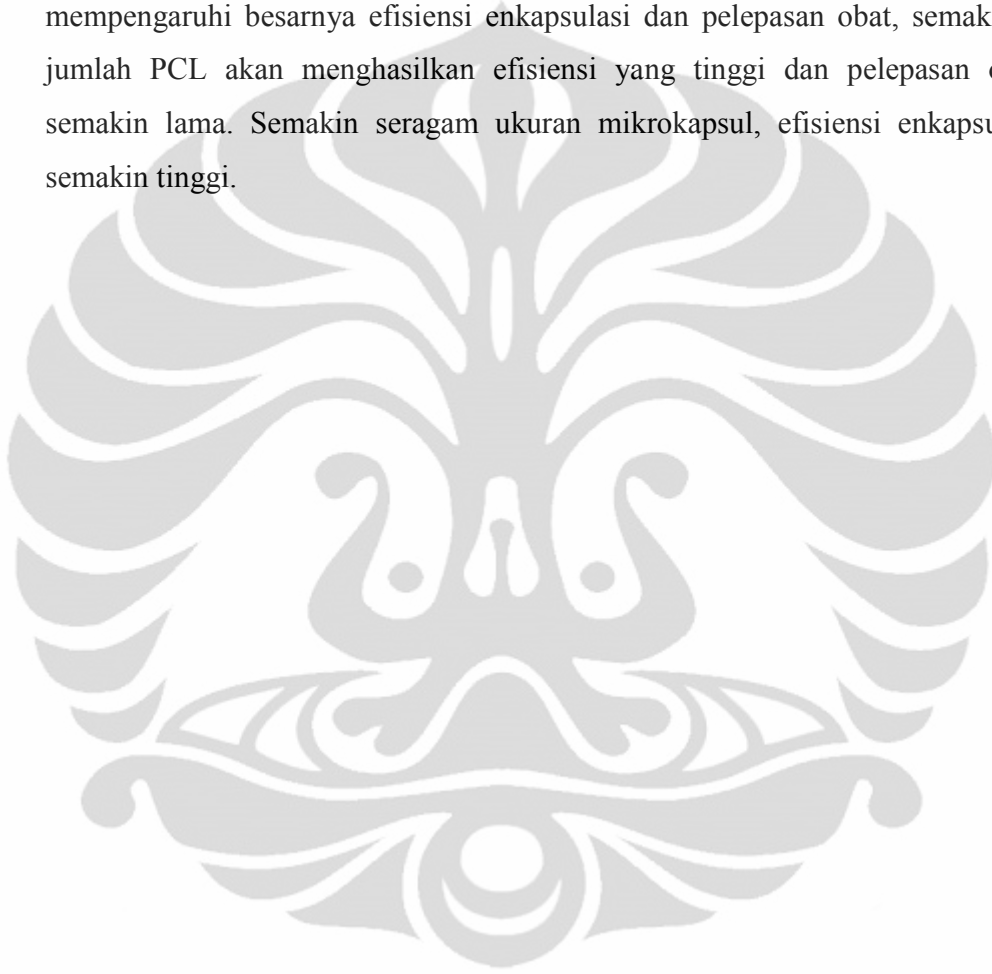 mempengaruhi besarnya efisiensi enkapsulasi dan pelepasan obat,
jumlah PCL akan menghasilkan efisiensi yang tinggi dan pelepasan
semakin lama. Semakin seragam ukuran mikrokapsul, efisiensi
semakin tinggi.